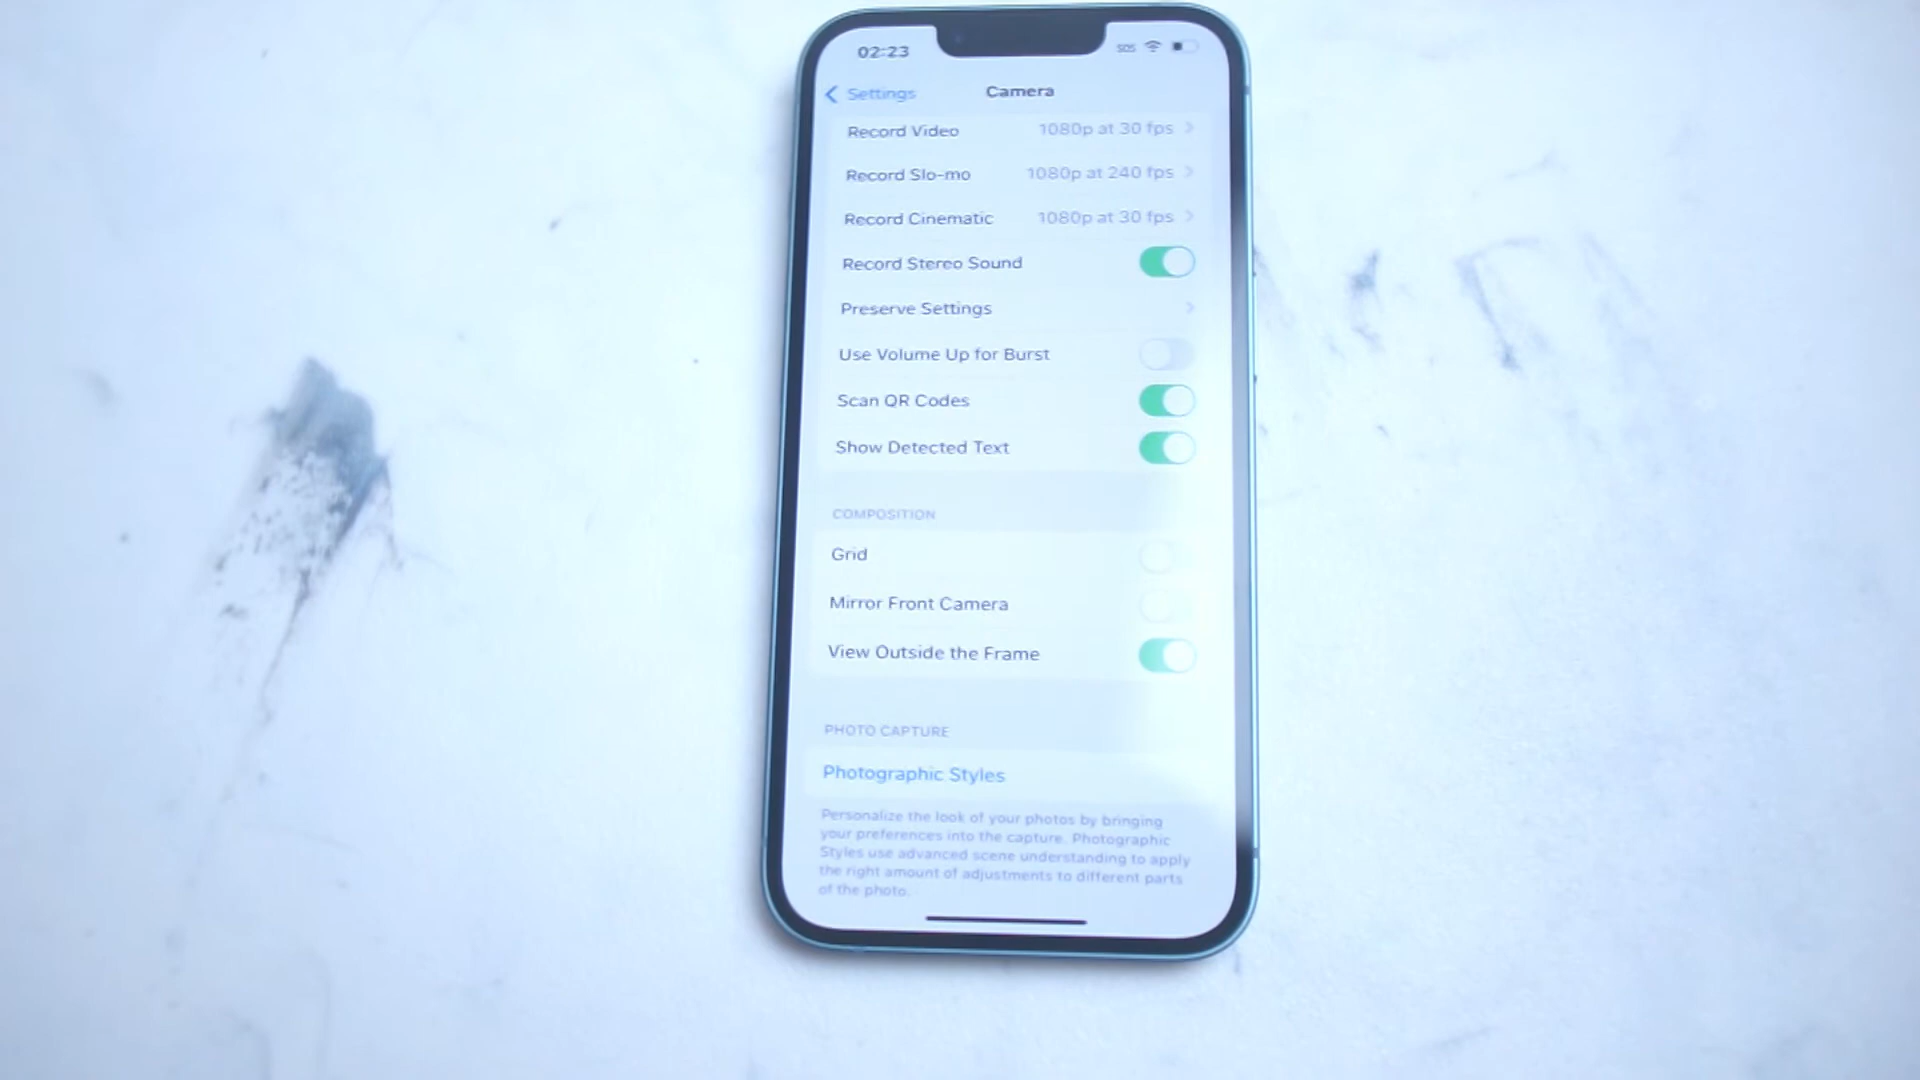 02:23 SOS
Settings Camera
Record Video 1080p at 30 fps
Record Slo-mo 1080p at 240 fps
Record Cinematic 1080p at 30 fps
Record Stereo Sound
Preserve Settings
Use Volume Up for Burst
Scan QR Codes
Show Detected Text
COMPOSITION
Grid
Mirror Front Camera
View Outside the Frame
PHOTO CAPTURE
Photographic Styles
Personalize the look of your photos by bringing
your preferences into the capture. Photographic
Styles use advanced scene understanding to apply
the right amount of adjustments to different parts
of the photo.